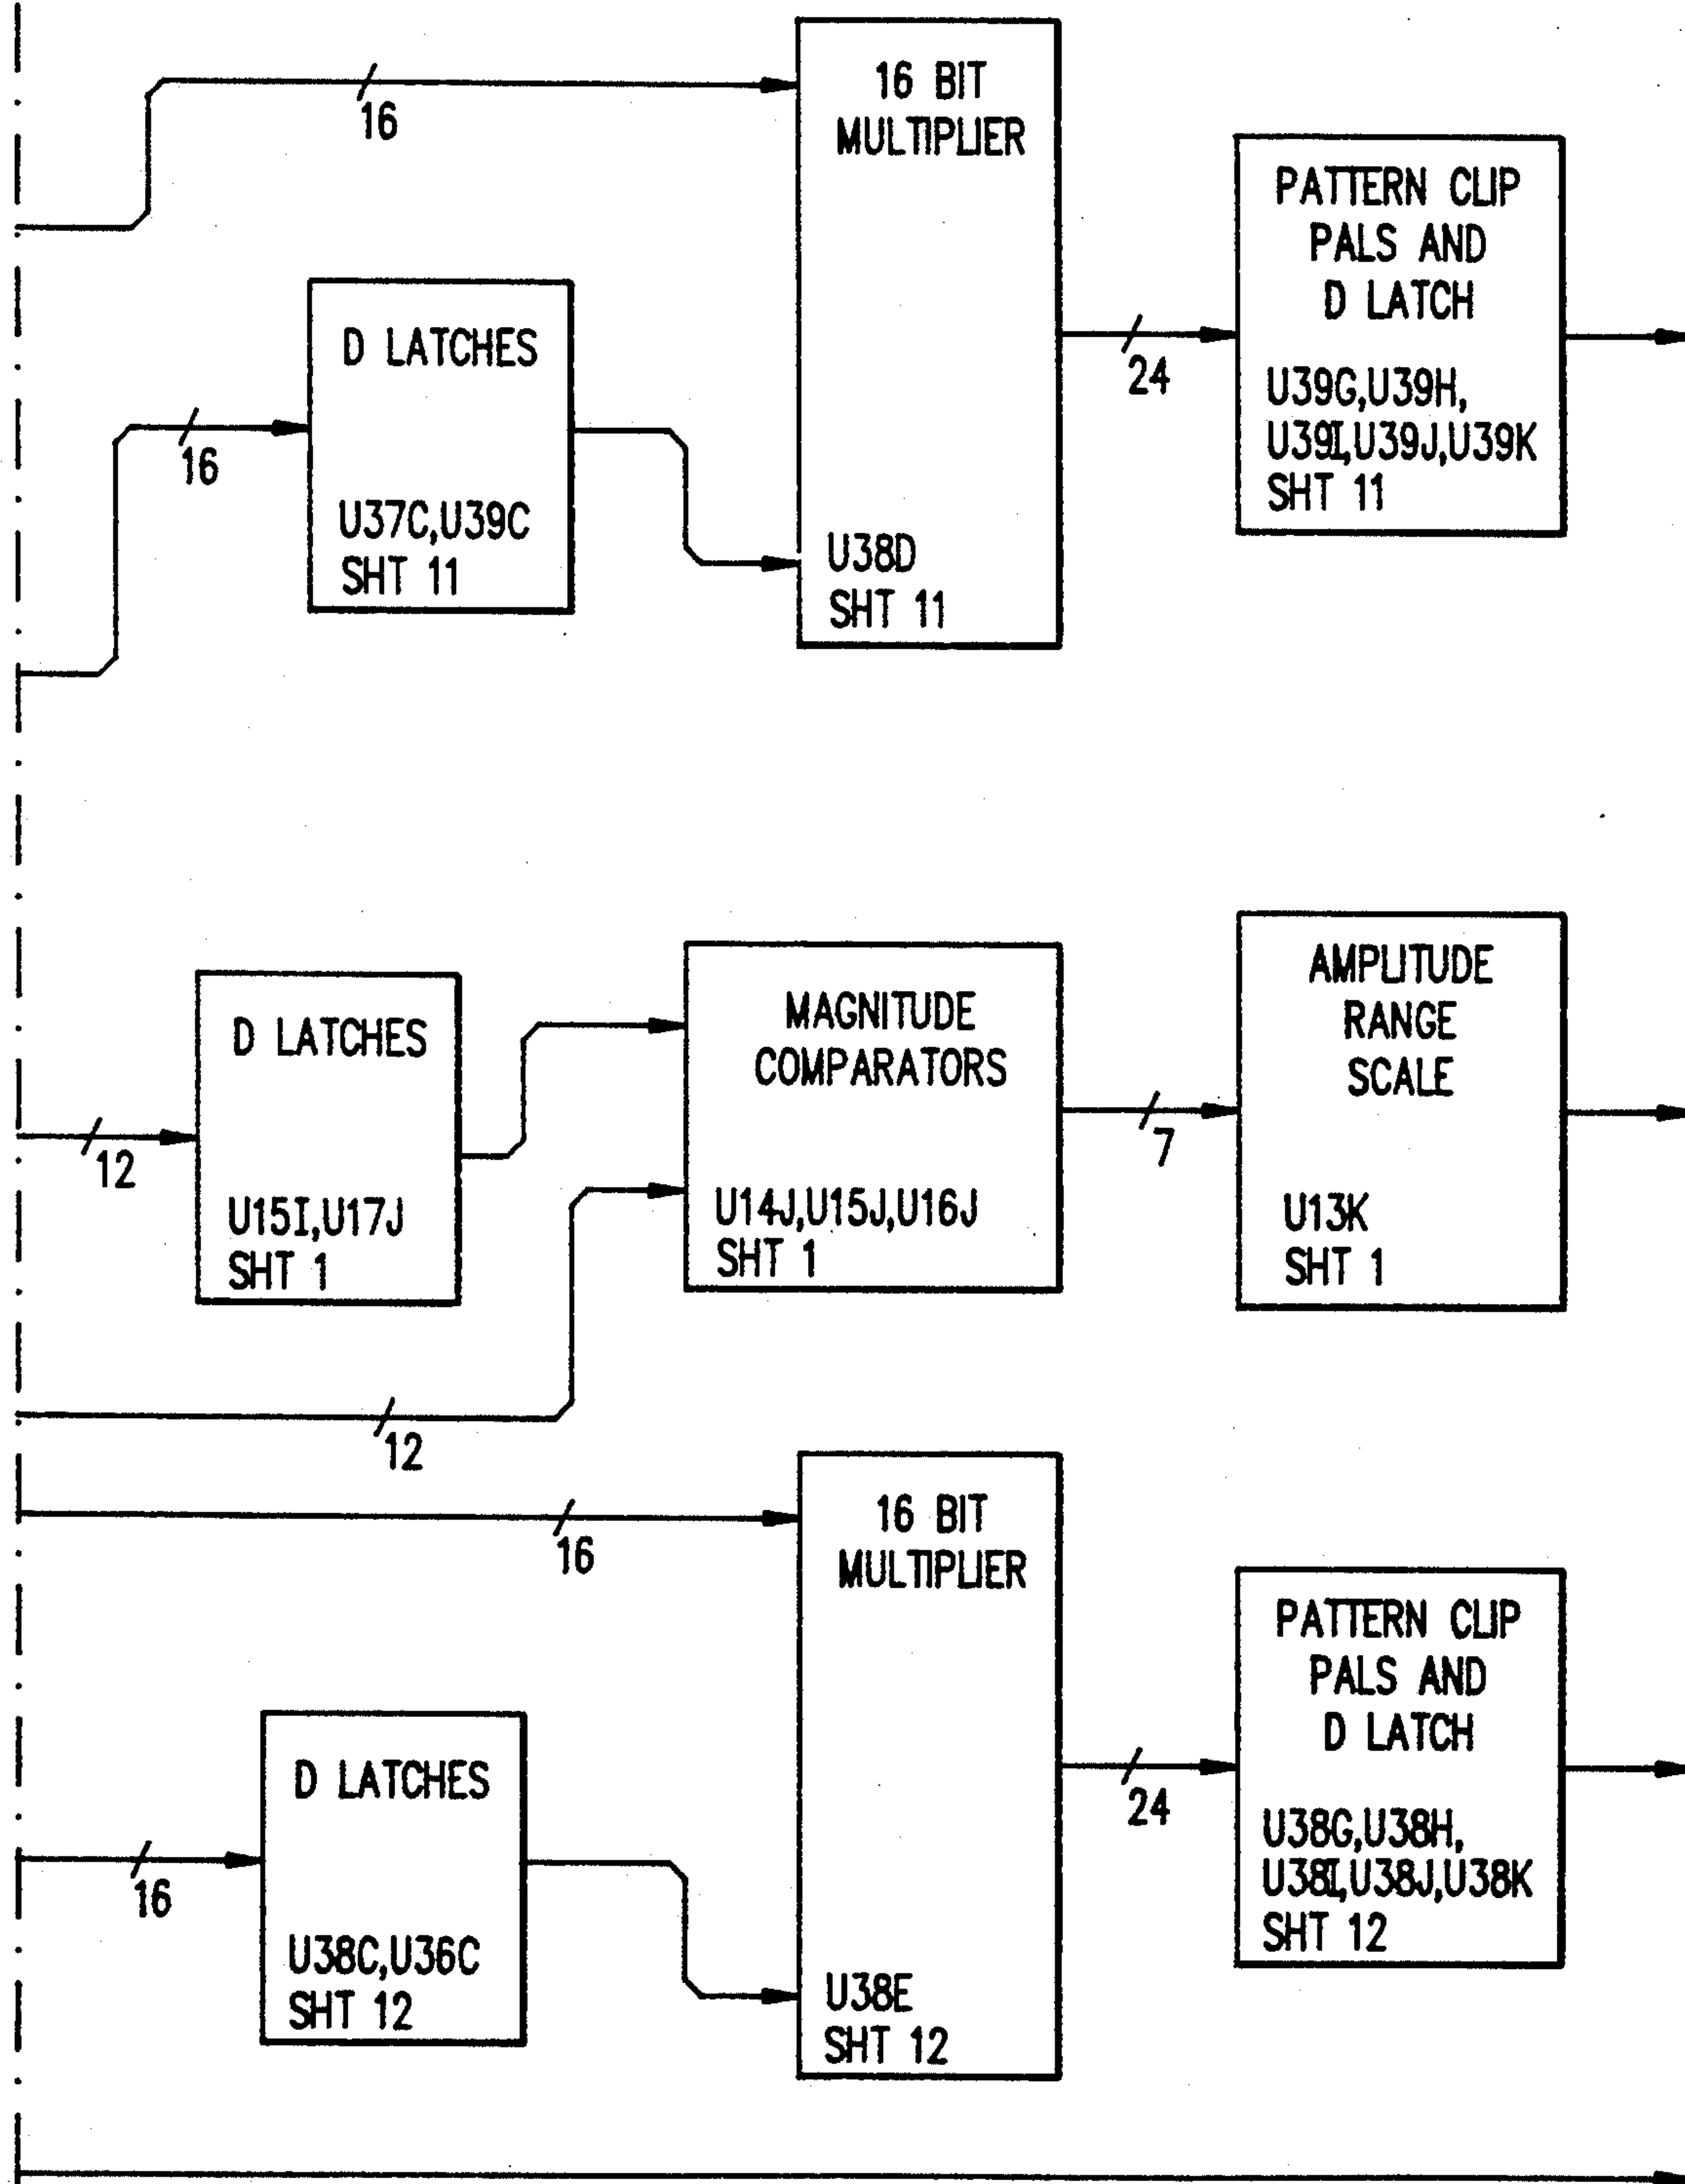 16
16 BIT
MULTIPLIER
U38D
SHT 11
16
D LATCHES
U37C,U39C
SHT 11
24
PATTERN CLIP
PALS AND
D LATCH
U39G,U39H,
U39I,U39J,U39K
SHT 11
12
D LATCHES
U15I,U17J
SHT 1
12
MAGNITUDE
COMPARATORS
U14J,U15J,U16J
SHT 1
7
AMPLITUDE
RANGE
SCALE
U13K
SHT 1
16
16 BIT
MULTIPLIER
U38E
SHT 12
16
D LATCHES
U38C,U36C
SHT 12
24
PATTERN CLIP
PALS AND
D LATCH
U38G,U38H,
U38I,U38J,U38K
SHT 12